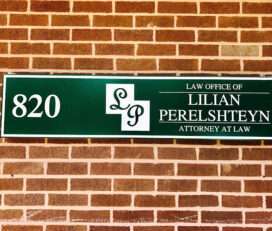 820
LP
LAW OFFICE OF
LILIAN
PERELSHTEYN
ATTORNEY AT LAW